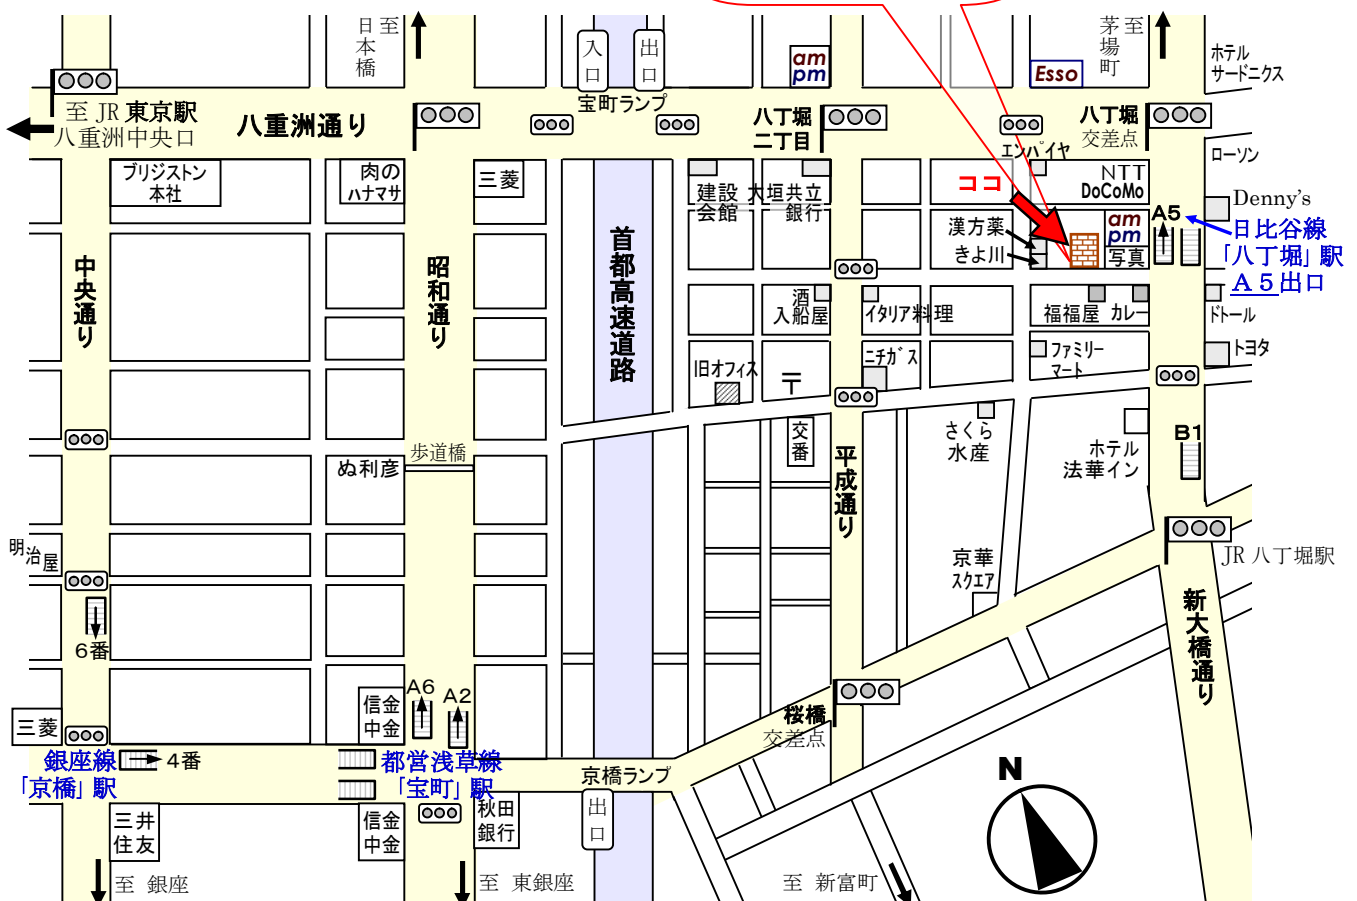 至
日本橋
入口
出口
am
pm
Esso
至
茅場町
ホテル
サードニクス
至 JR 東京駅
八重洲中央口
八重洲通り
宝町ランプ
八丁堀
二丁目
八丁堀
交差点
エンパイヤ
ローソン
ブリジストン
本社
肉の
ハナマサ
三菱
建設
会館
大垣共立
銀行
ココ
NTT
DoCoMo
Denny's
漢方薬
きよ川
am
pm
写真
A5
日比谷線
「八丁堀」駅
A5出口
中央通り
昭和通り
首都高速道路
酒
入船屋
イタリア料理
福福屋
カレー
ドトール
旧オフィス
〒
ニチガス
ファミリー
マート
トヨタ
交番
平成通り
さくら
水産
ホテル
法華イン
B1
ぬ利彦
歩道橋
明治屋
京華
スクエア
JR 八丁堀駅
新大橋通り
6番
三菱
信金
中金
A6
A2
桜橋
交差点
銀座線
「京橋」駅
4番
都営浅草線
「宝町」駅
京橋ランプ
N
三井
住友
信金
中金
秋田
銀行
出口
至 銀座
至 東銀座
至 新富町